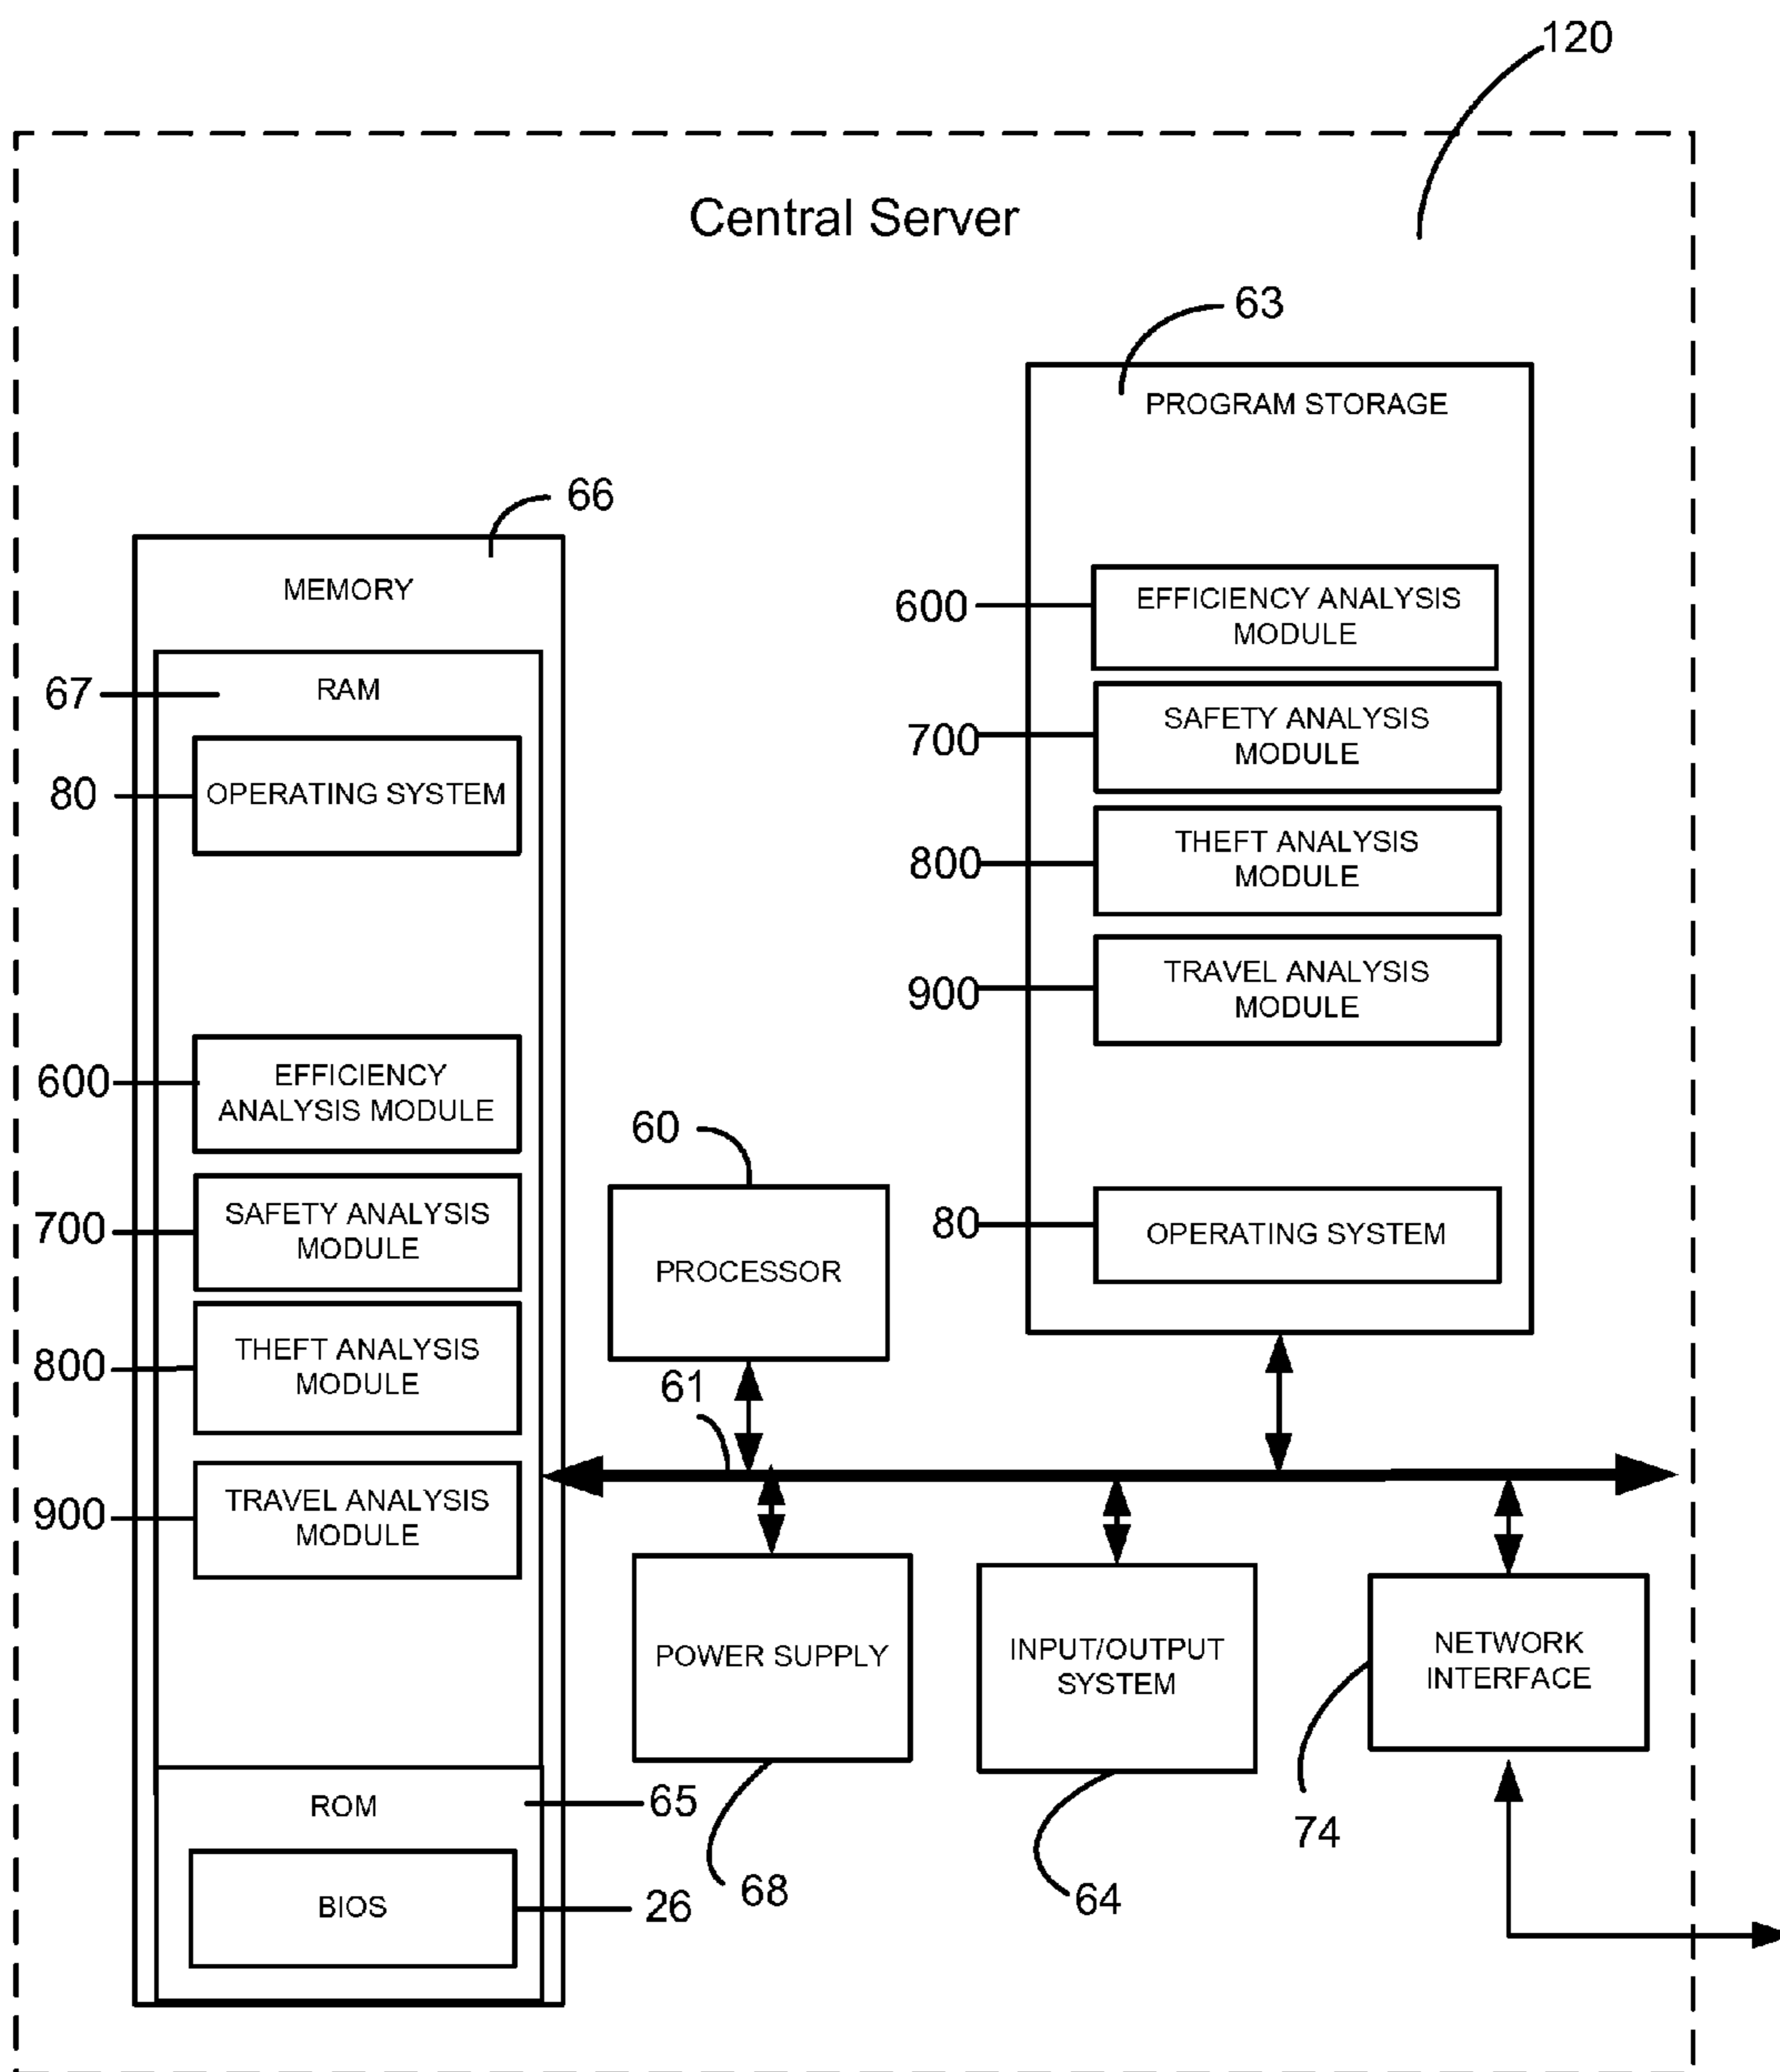 120
Central Server
63
PROGRAM STORAGE
600
EFFICIENCY ANALYSIS
MODULE
700
SAFETY ANALYSIS
MODULE
800
THEFT ANALYSIS
MODULE
900
TRAVEL ANALYSIS
MODULE
80
OPERATING SYSTEM
66
MEMORY
67
RAM
80
OPERATING SYSTEM
600
EFFICIENCY
ANALYSIS MODULE
700
SAFETY ANALYSIS
MODULE
800
THEFT ANALYSIS
MODULE
900
TRAVEL ANALYSIS
MODULE
ROM
65
BIOS
26
60
PROCESSOR
61
POWER SUPPLY
68
INPUT/OUTPUT
SYSTEM
64
NETWORK
INTERFACE
74